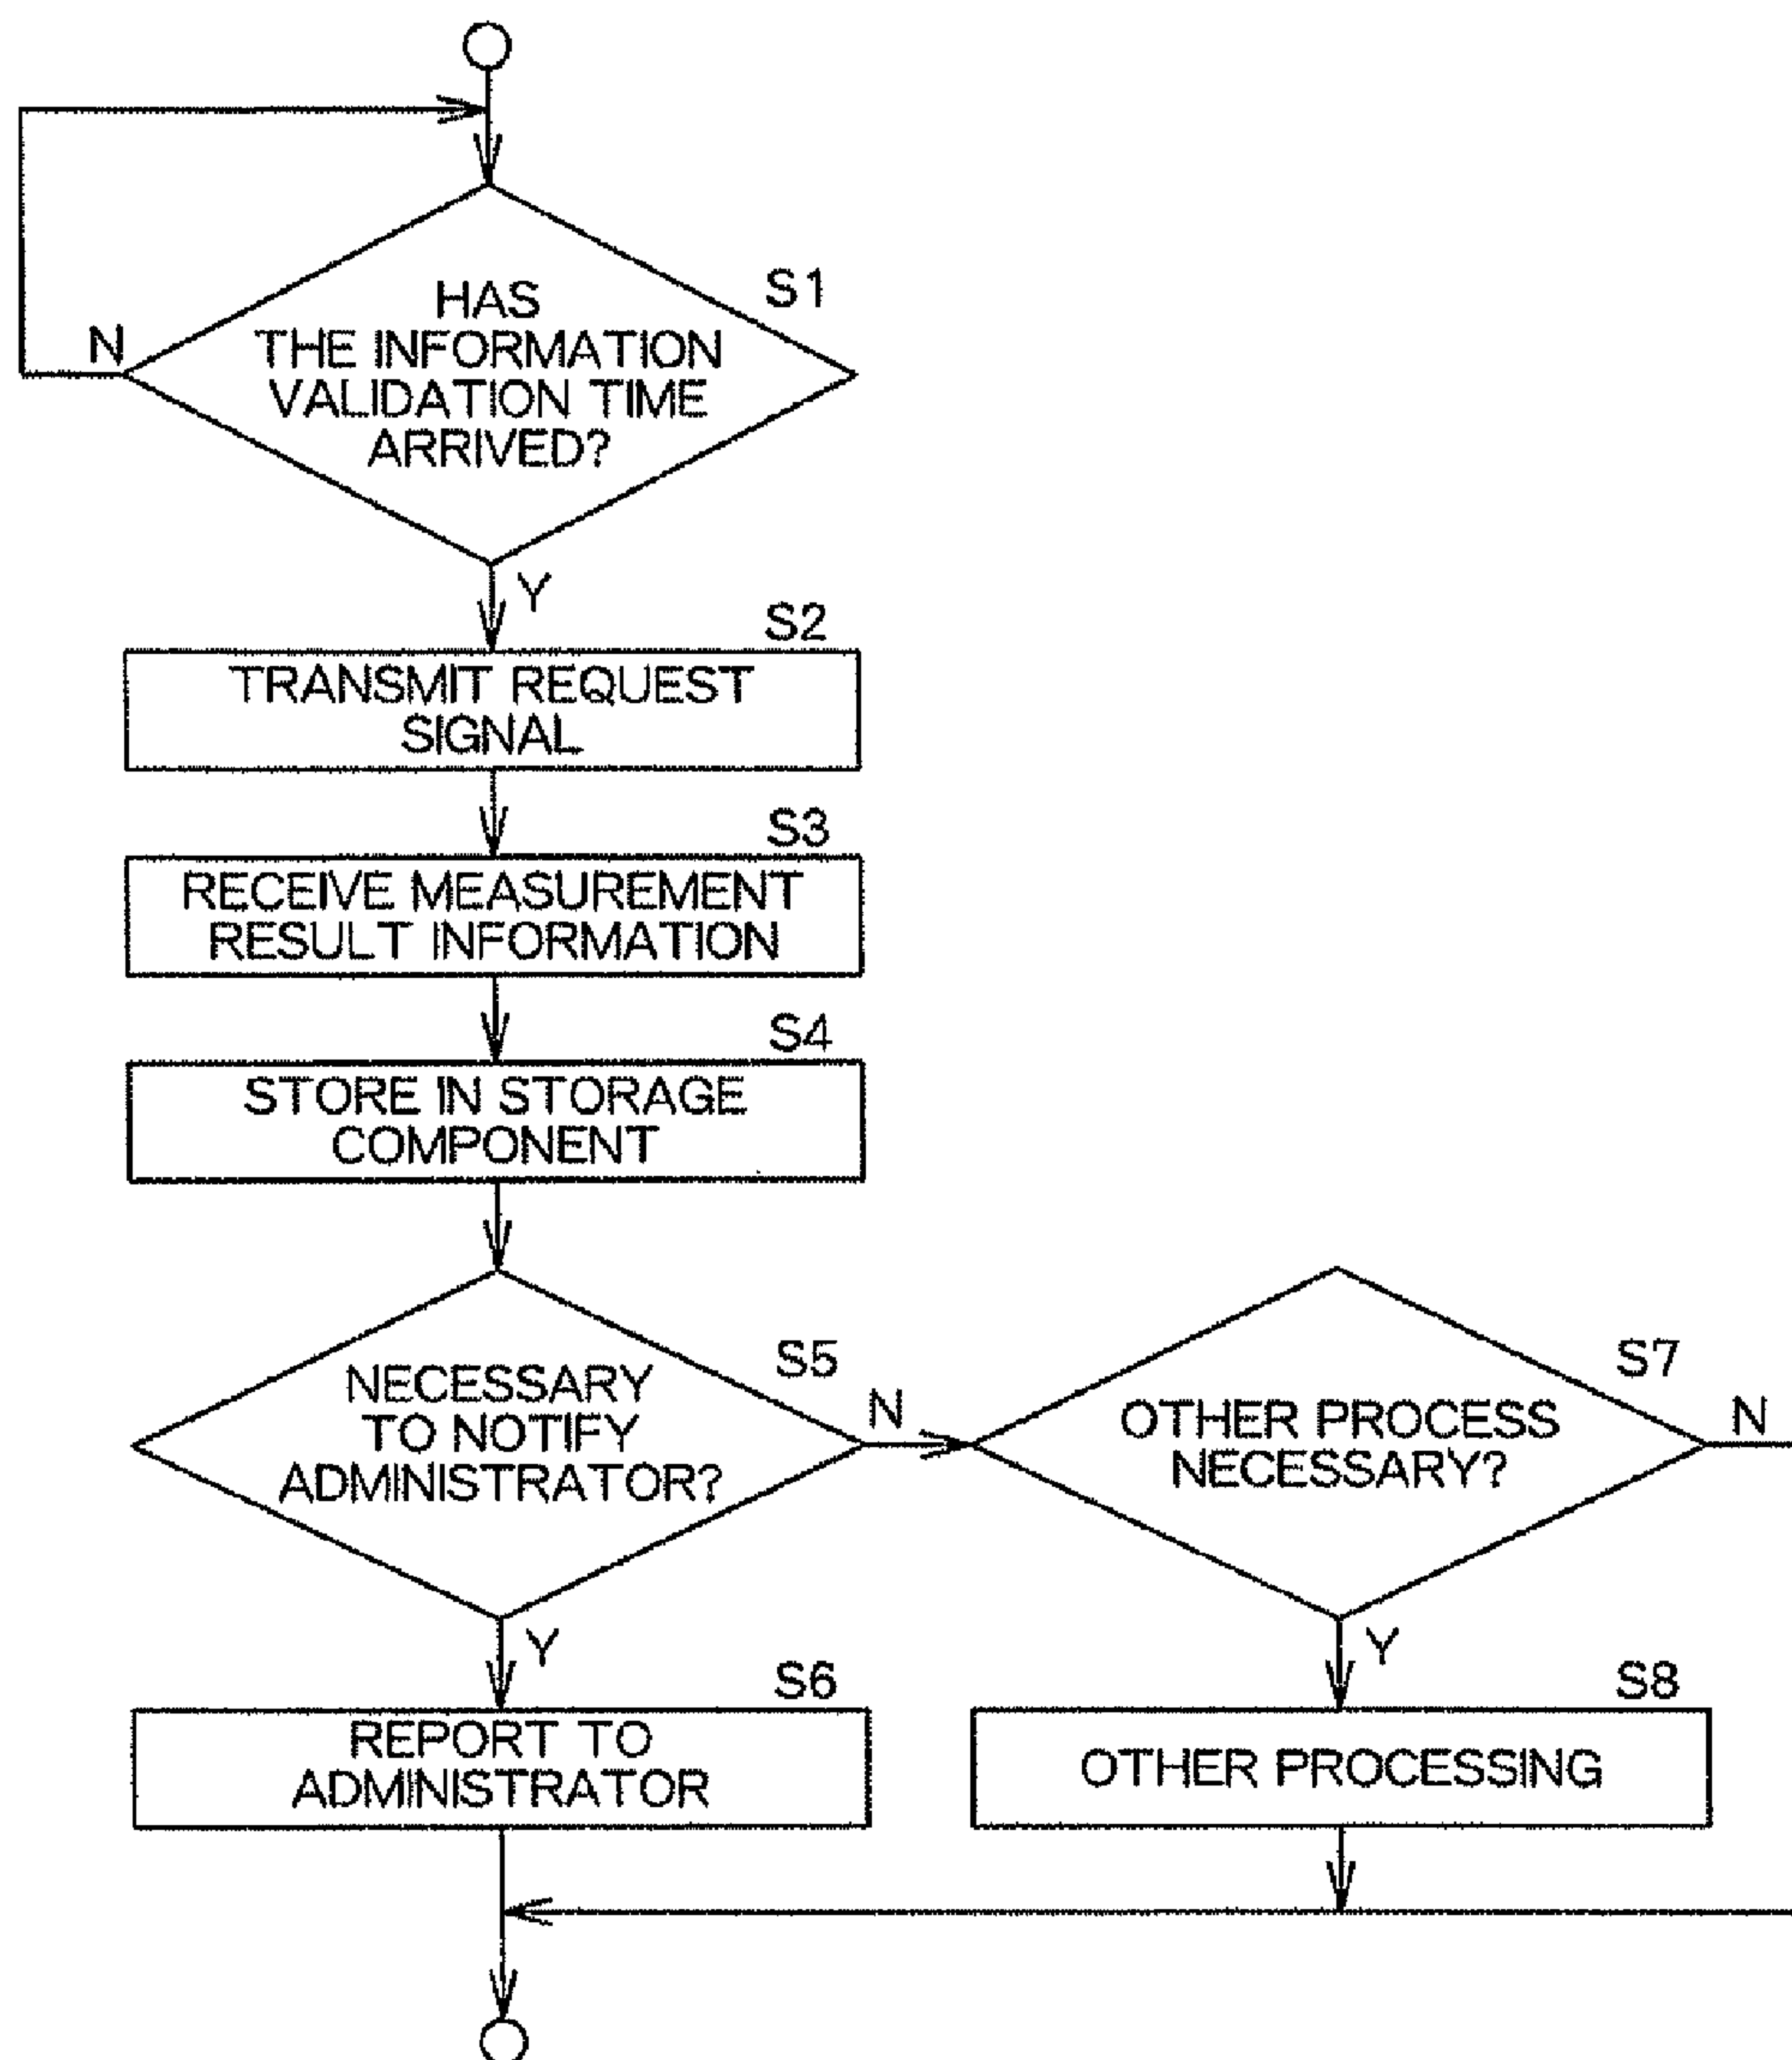 S1
HAS
THE INFORMATION
VALIDATION TIME
ARRIVED?
N
Y
S2
TRANSMIT REQUEST
SIGNAL
S3
RECEIVE MEASUREMENT
RESULT INFORMATION
S4
STORE IN STORAGE
COMPONENT
S5
NECESSARY
TO NOTIFY
ADMINISTRATOR?
N
Y
S7
OTHER PROCESS
NECESSARY?
N
Y
S6
REPORT TO
ADMINISTRATOR
S8
OTHER PROCESSING